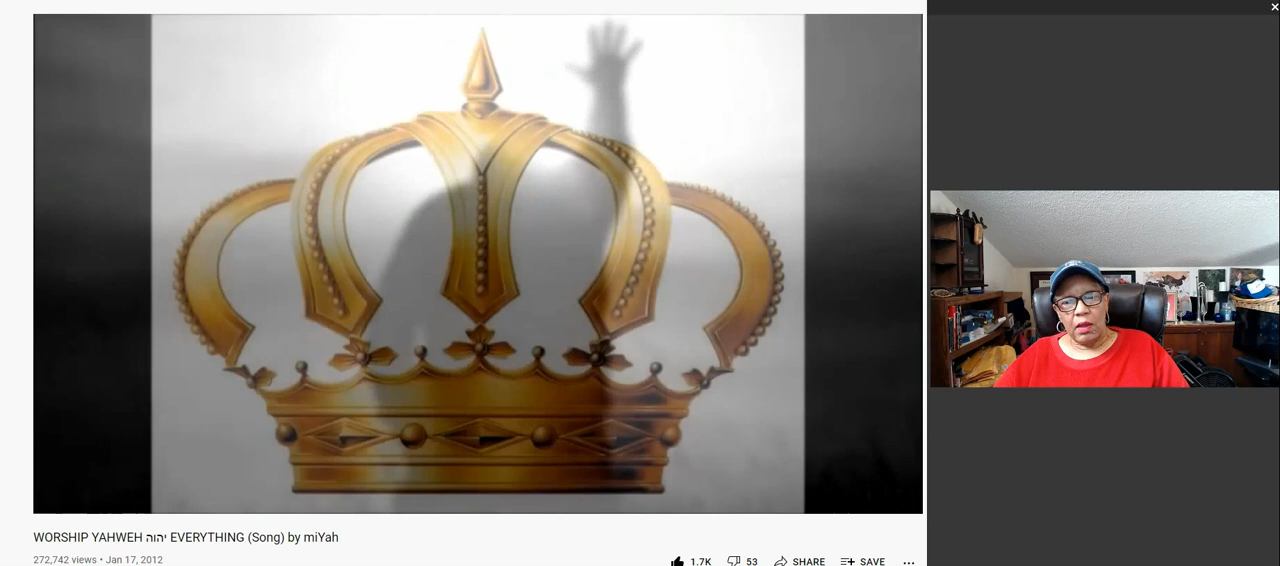 WORSHIP YAHWEH יהוה EVERYTHING (Song) by miYah
272,742 views • Jan 17, 2012
1.7K 53 SHARE SAVE